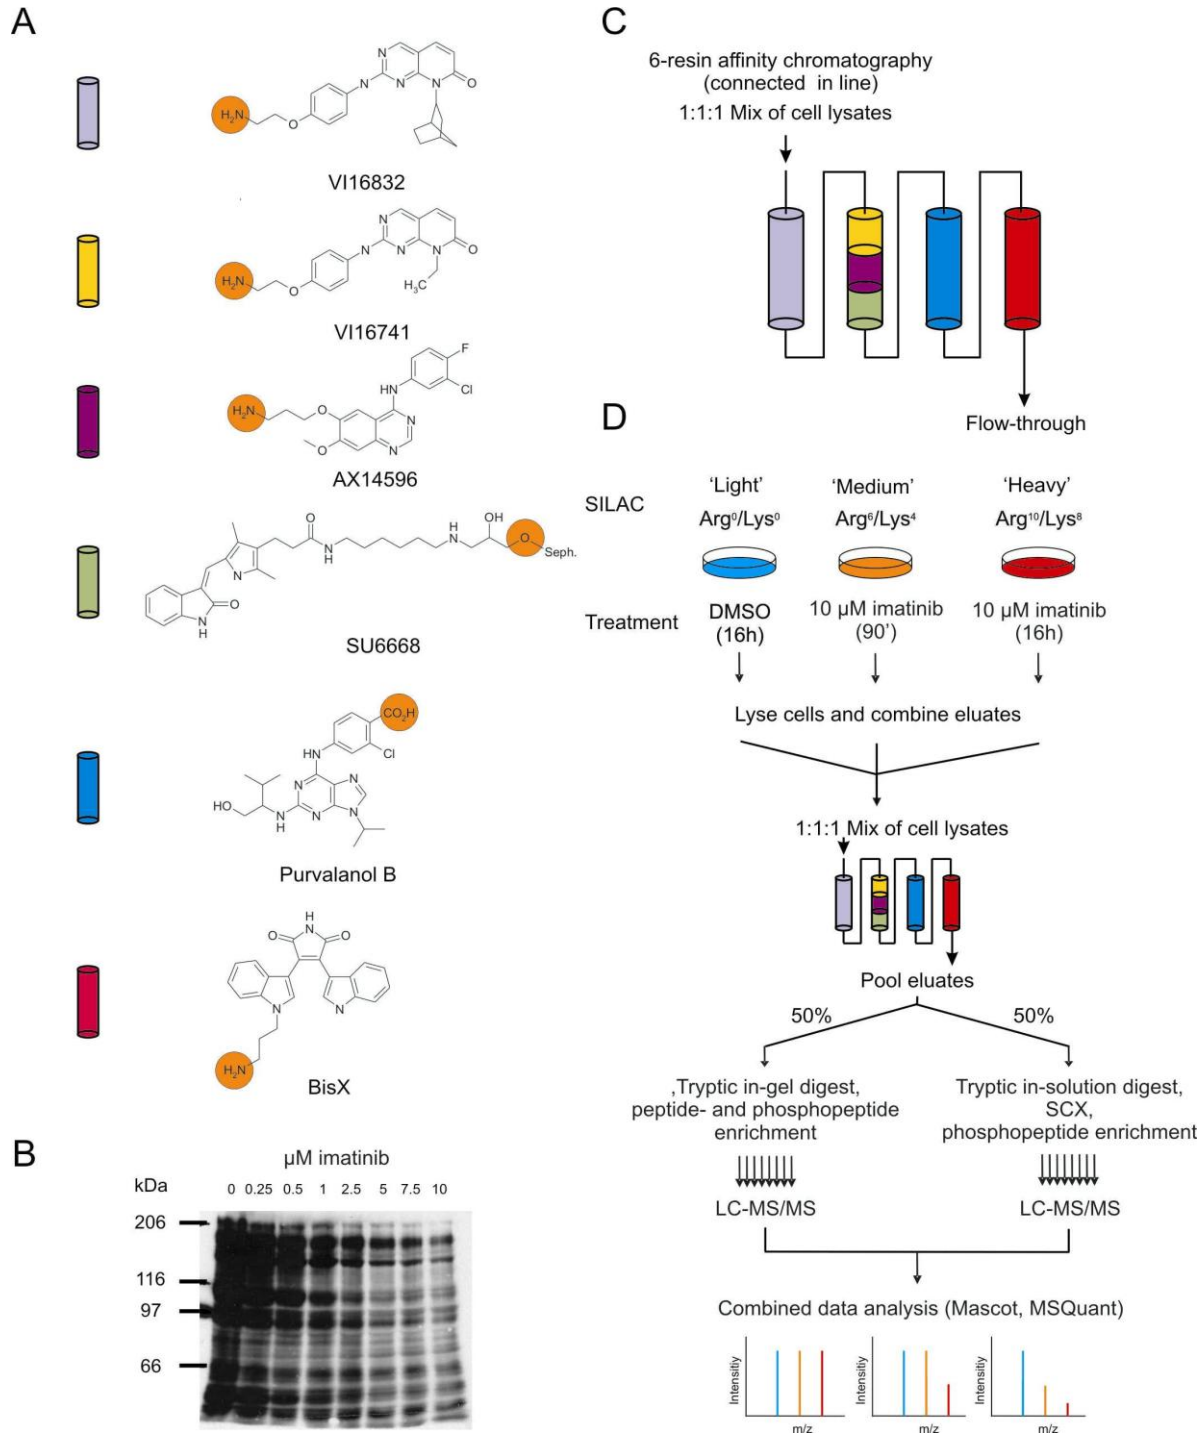 A
H₂N
O
N
N
N
N
O
VI16832
H₂N
O
N
N
N
N
O
H₃C
VI16741
F
Cl
HN
H₂N
O
N
N
O
AX14596
O
OH
N
H
H
N
O
Seph.
N
O
NH
SU6668
CO₂H
HN
Cl
N
N
HO
N
H
N
N
Purvalanol B
H
N
O
O
N
N
H₂N
BisX
B
µM imatinib
kDa
0 0.25 0.5 1 2.5 5 7.5 10
206
116
97
66
C
6-resin affinity chromatography
(connected in line)
1:1:1 Mix of cell lysates
Flow-through
D
SILAC
'Light' 'Medium' 'Heavy'
Arg⁰/Lys⁰ Arg⁶/Lys⁴ Arg¹⁰/Lys⁸
Treatment
DMSO
(16h)
10 µM imatinib
(90')
10 µM imatinib
(16h)
Lyse cells and combine eluates
1:1:1 Mix of cell lysates
Pool eluates
50% 50%
,Tryptic in-gel digest,
peptide- and phosphopeptide
enrichment
Tryptic in-solution digest,
SCX,
phosphopeptide enrichment
LC-MS/MS LC-MS/MS
Combined data analysis (Mascot, MSQuant)
Intensitiy Intensitiy Intensitiy
m/z m/z m/z